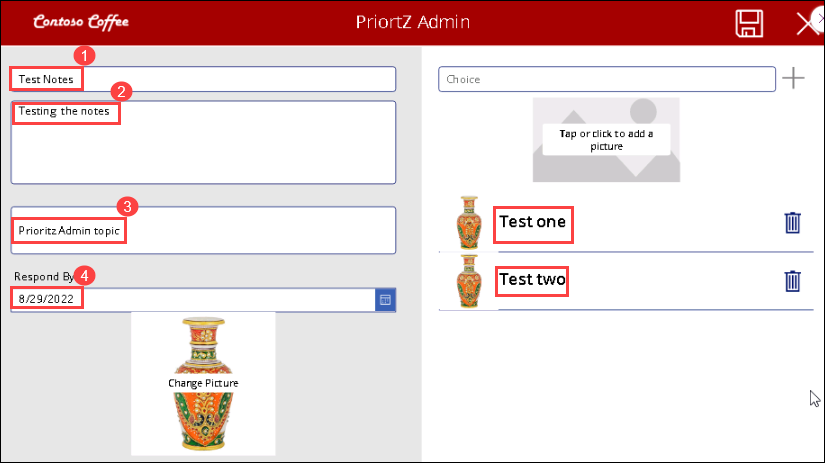 Contoso Coffee
PriortZ Admin
1
Test Notes
2
Testing the notes
3
Prioritz Admin topic
Respond By
4
8/29/2022
Change Picture
Choice
Tap or click to add a
picture
Test one
Test two